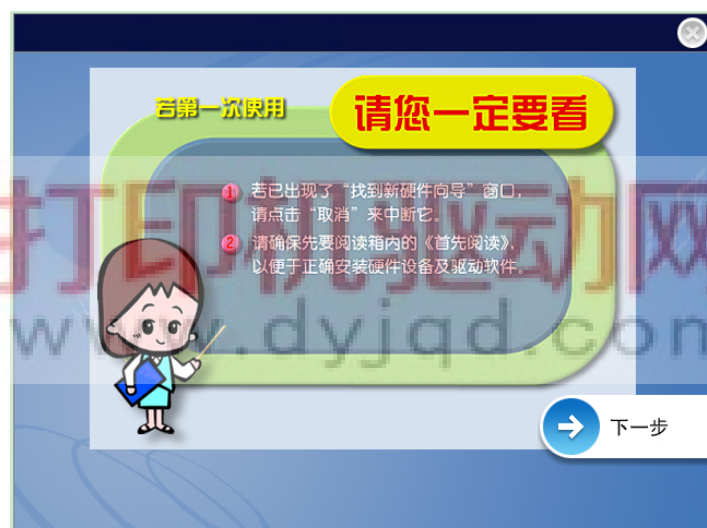 若第一次使用
请您一定要看
1 若已出现了“找到新硬件向导”窗口，
请点击“取消”来中断它。
2 请确保先要阅读箱内的《首先阅读》，
以便于正确安装硬件设备及驱动软件。
打印机驱动网
www.dyjqd.com
下一步